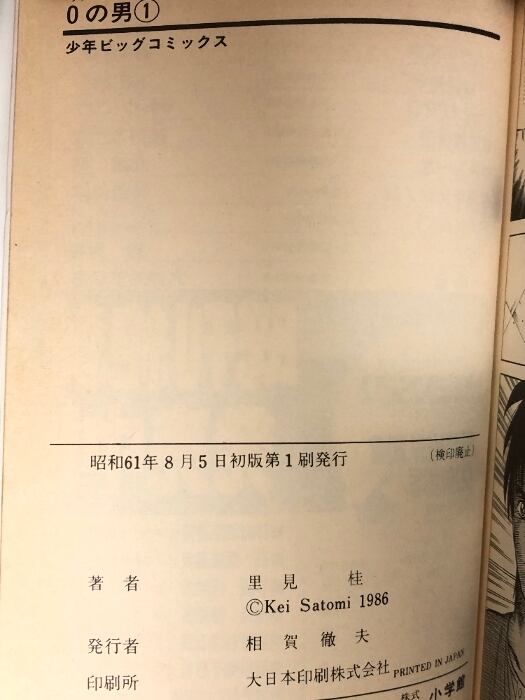 0の男①
少年ビッグコミックス
昭和61年8月5日初版第1刷発行
(検印廃止)
著者 里見 桂
©Kei Satomi 1986
発行者 相賀徹夫
印刷所 大日本印刷株式会社 PRINTED IN JAPAN
株式 小学館